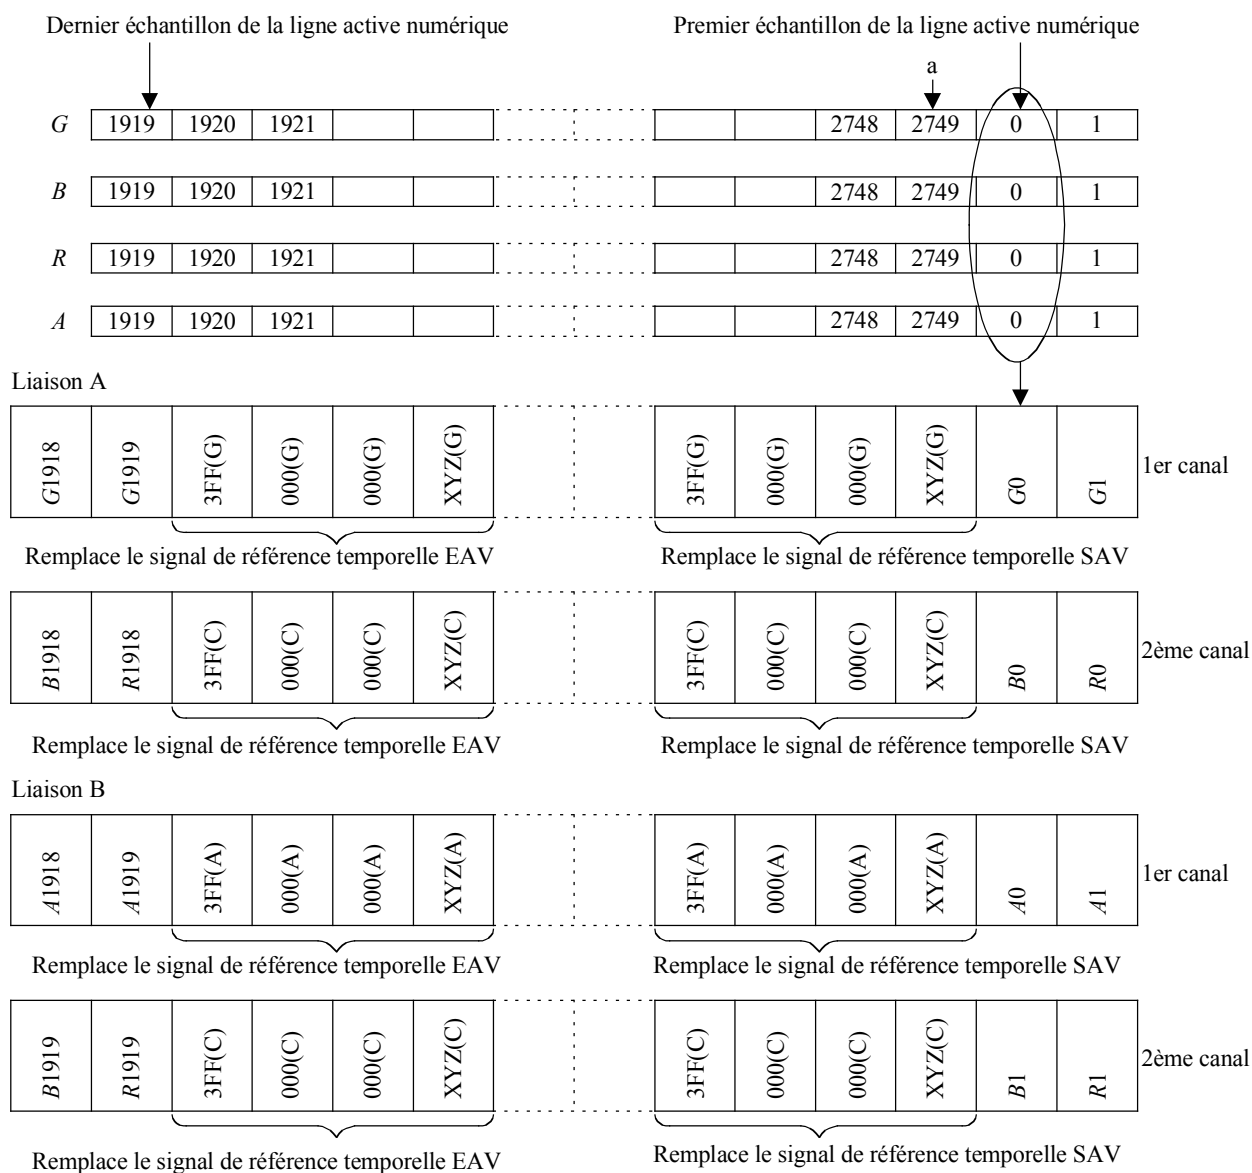 Dernier échantillon de la ligne active numérique
Premier échantillon de la ligne active numérique
a
G 1919 1920 1921 2748 2749 0 1
B 1919 1920 1921 2748 2749 0 1
R 1919 1920 1921 2748 2749 0 1
A 1919 1920 1921 2748 2749 0 1
Liaison A
G1918 G1919 3FF(G) 000(G) 000(G) XYZ(G) 3FF(G) 000(G) 000(G) XYZ(G) G0 G1 1er canal
Remplace le signal de référence temporelle EAV
Remplace le signal de référence temporelle SAV
B1918 R1918 3FF(C) 000(C) 000(C) XYZ(C) 3FF(C) 000(C) 000(C) XYZ(C) B0 R0 2ème canal
Remplace le signal de référence temporelle EAV
Remplace le signal de référence temporelle SAV
Liaison B
A1918 A1919 3FF(A) 000(A) 000(A) XYZ(A) 3FF(A) 000(A) 000(A) XYZ(A) A0 A1 1er canal
Remplace le signal de référence temporelle EAV
Remplace le signal de référence temporelle SAV
B1919 R1919 3FF(C) 000(C) 000(C) XYZ(C) 3FF(C) 000(C) 000(C) XYZ(C) B1 R1 2ème canal
Remplace le signal de référence temporelle EAV
Remplace le signal de référence temporelle SAV